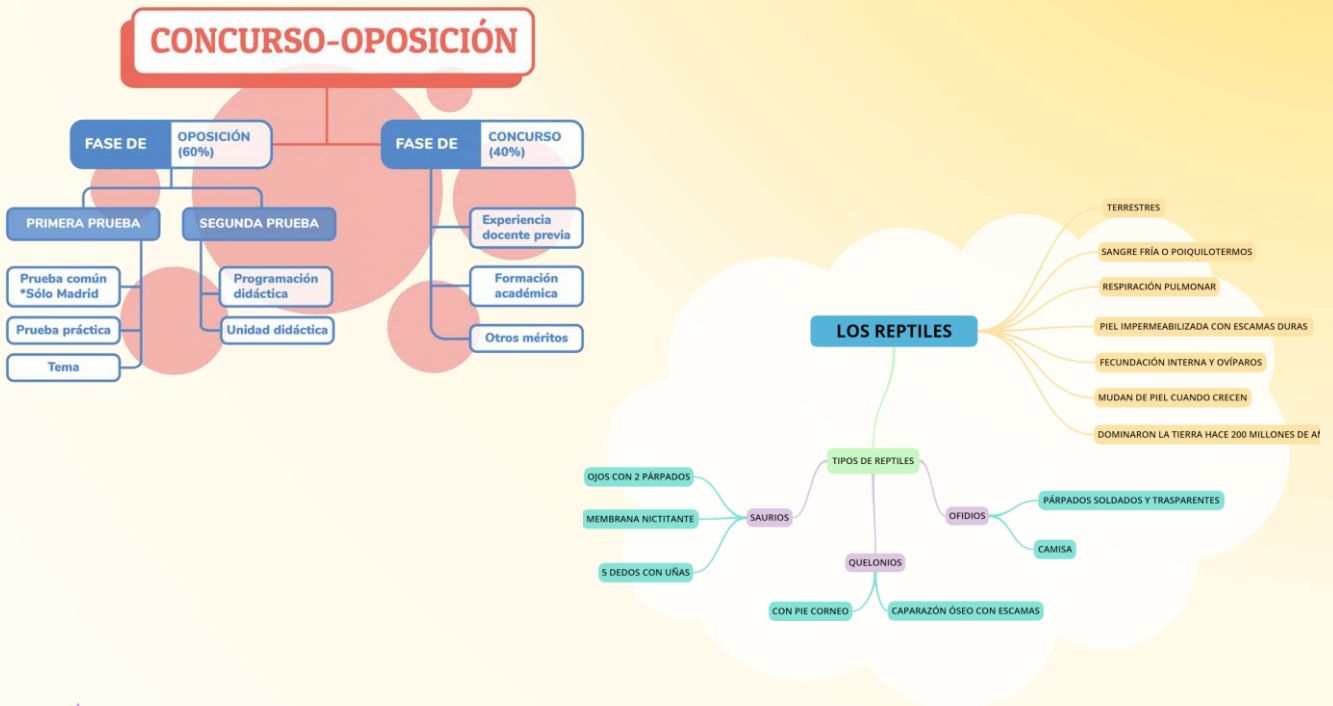 CONCURSO-OPOSICIÓN
FASE DE
OPOSICIÓN
(60%)
FASE DE
CONCURSO
(40%)
PRIMERA PRUEBA
SEGUNDA PRUEBA
Prueba común
*Sólo Madrid
Prueba práctica
Tema
Programación
didáctica
Unidad didáctica
Experiencia
docente previa
Formación
académica
Otros méritos
LOS REPTILES
TERRESTRES
SANGRE FRÍA O POIQUILOTERMOS
RESPIRACIÓN PULMONAR
PIEL IMPERMEABILIZADA CON ESCAMAS DURAS
FECUNDACIÓN INTERNA Y OVÍPAROS
MUDAN DE PIEL CUANDO CRECEN
DOMINARON LA TIERRA HACE 200 MILLONES DE
TIPOS DE REPTILES
SAURIOS
OJOS CON 2 PÁRPADOS
MEMBRANA NICTITANTE
5 DEDOS CON UÑAS
QUELONIOS
CON PIE CORNEO
CAPARAZÓN ÓSEO CON ESCAMAS
OFIDIOS
PÁRPADOS SOLDADOS Y TRASPARENTES
CAMISA